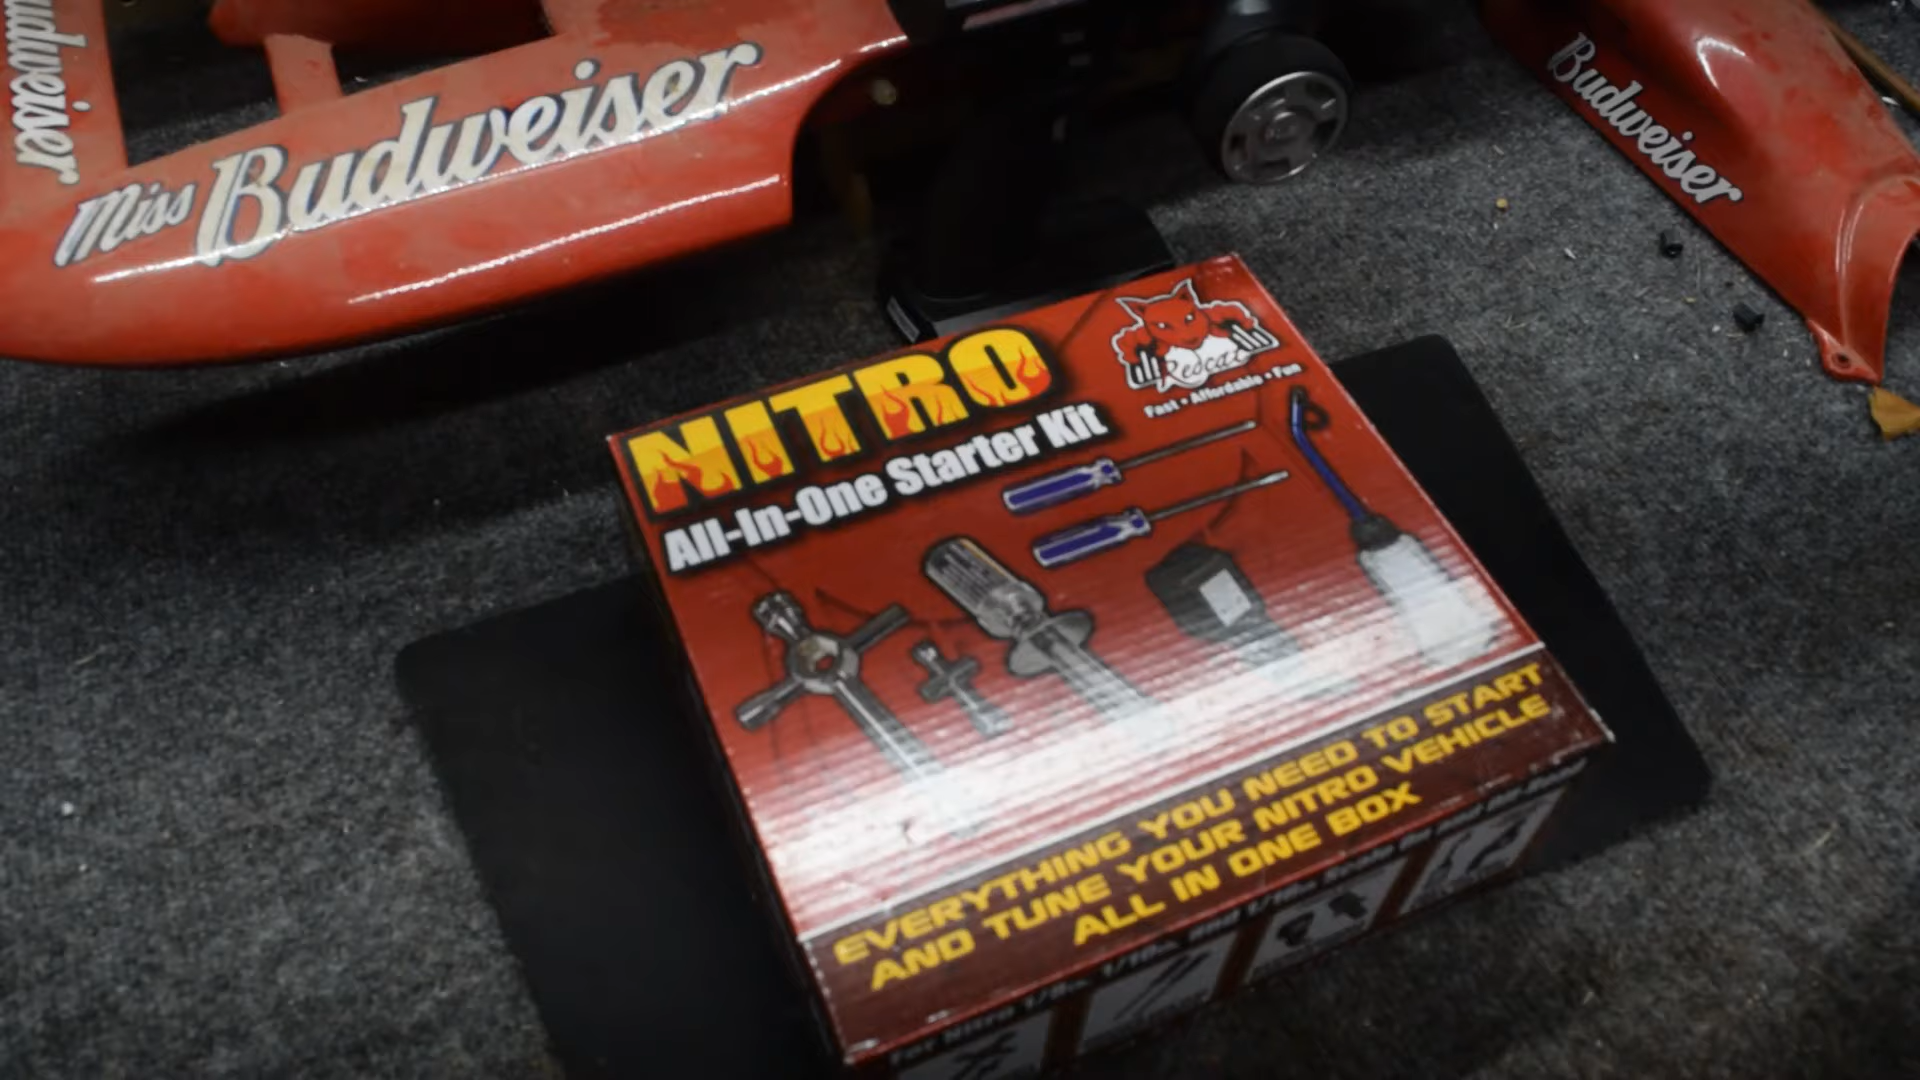 Budweiser
Miss Budweiser
Budweiser
Redcat
Fast • Affordable • Fun
NITRO
All-In-One Starter Kit
EVERYTHING YOU NEED TO START
AND TUNE YOUR NITRO VEHICLE
ALL IN ONE BOX